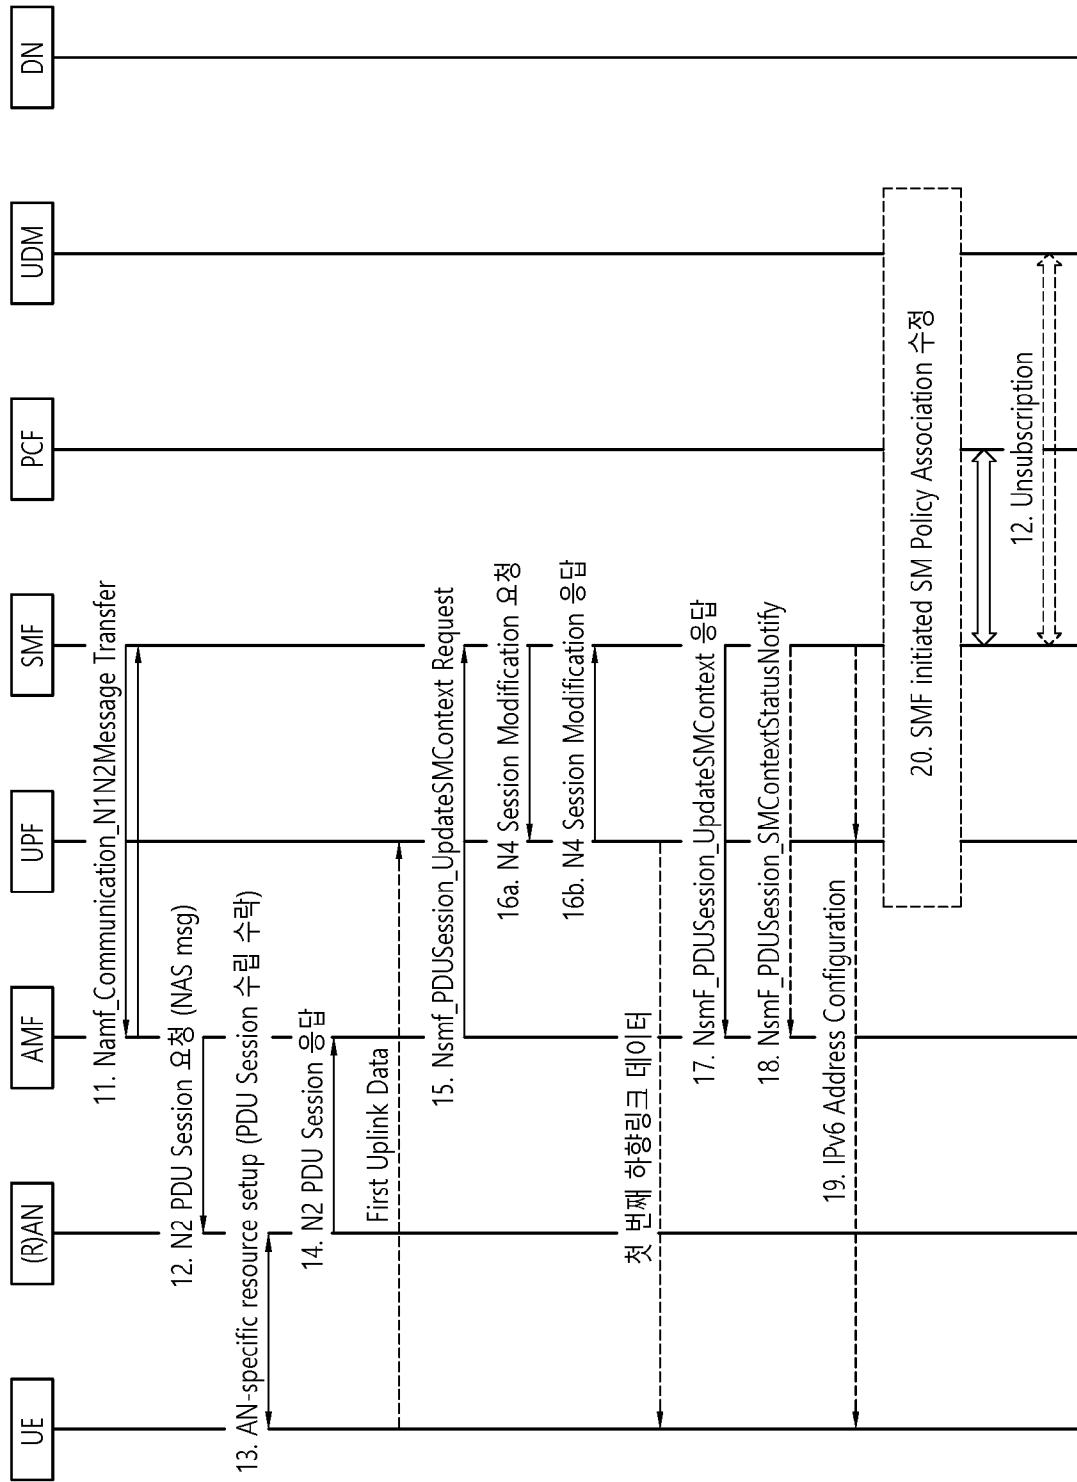 UE
(R)AN
AMF
UPF
SMF
PCF
UDM
DN
11. Namf_Communication_N1N2Message Transfer
12. N2 PDU Session 요청 (NAS msg)
13. AN-specific resource setup (PDU Session 수립 수락)
14. N2 PDU Session 응답
First Uplink Data
15. Nsmf_PDUSession_UpdateSMContext Request
16a. N4 Session Modification 요청
16b. N4 Session Modification 응답
첫 번째 하향링크 데이터
17. NsmF_PDUSession_UpdateSMContext 응답
18. NsmF_PDUSession_SMContextStatusNotify
19. IPv6 Address Configuration
20. SMF initiated SM Policy Association 수정
12. Unsubscription